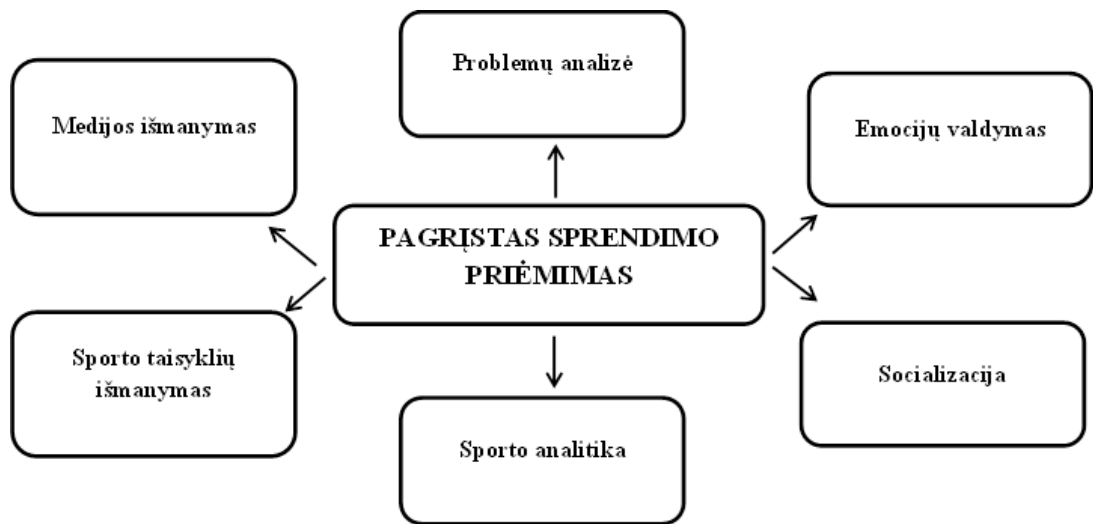 Problemų analizė
Medijos išmanymas
Emocijų valdymas
PAGRĮSTAS SPRENDIMO
PRIĖMIMAS
Sporto taisyklių
išmanymas
Socializacija
Sporto analitika